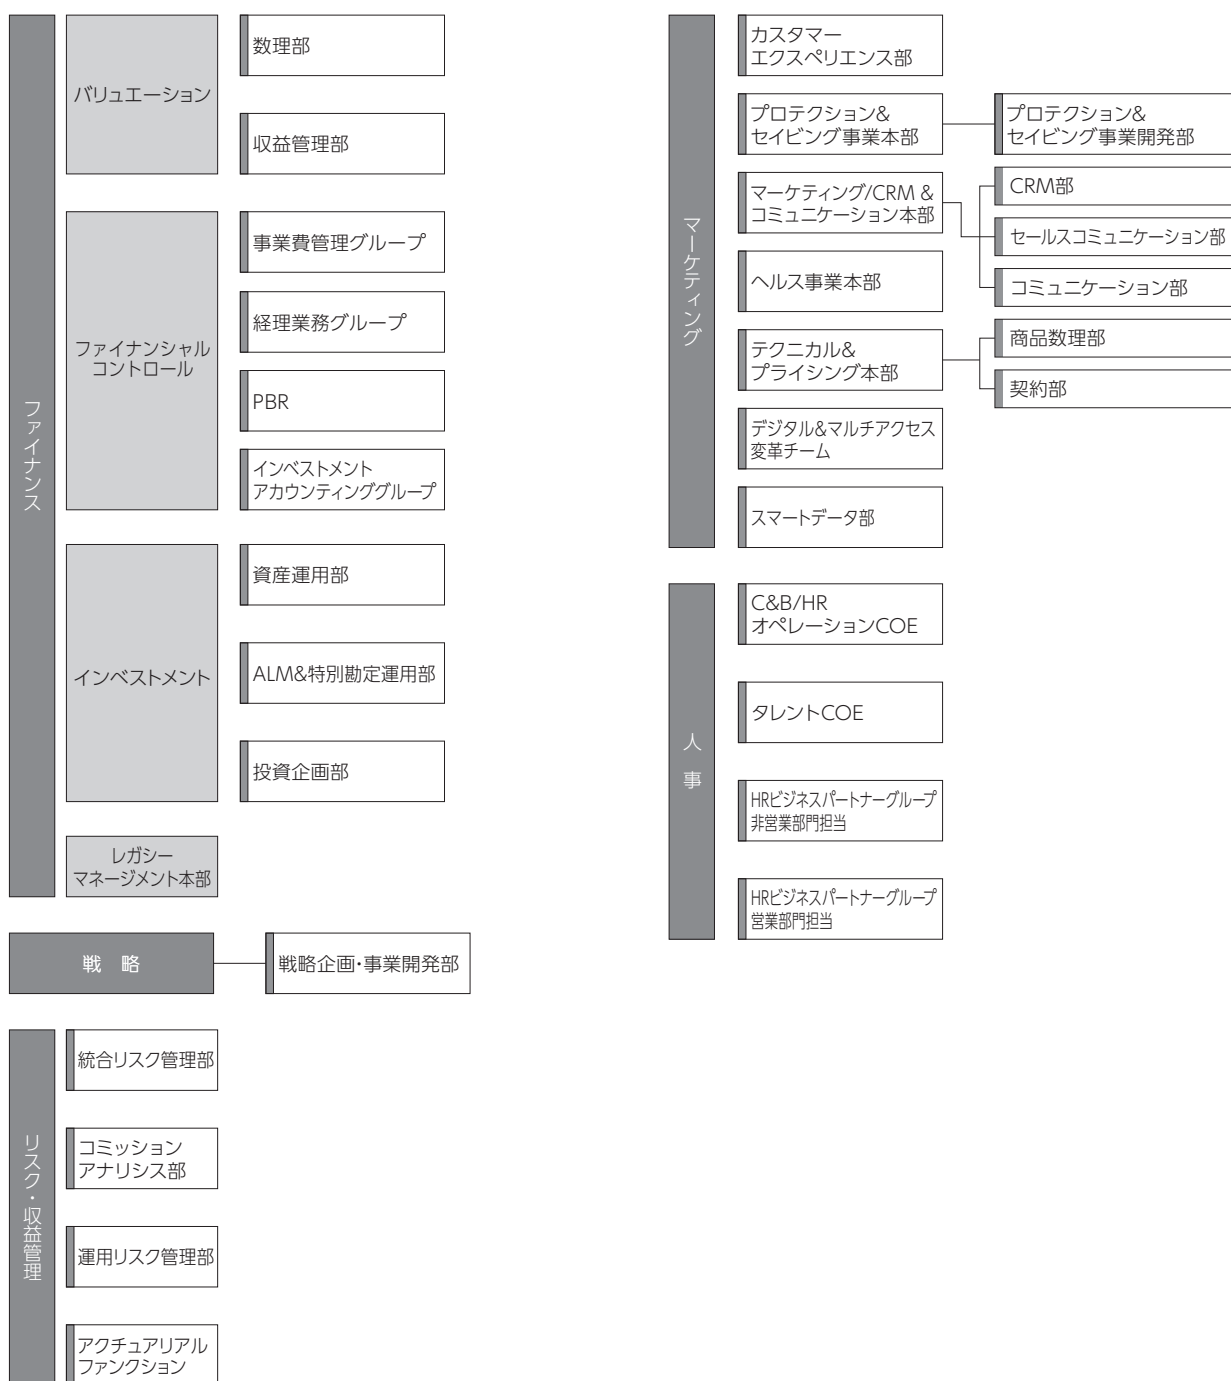 ファイナンス
バリュエーション
数理部
収益管理部
ファイナンシャル
コントロール
事業費管理グループ
経理業務グループ
PBR
インベストメント
アカウンティンググループ
インベストメント
資産運用部
ALM&特別勘定運用部
投資企画部
レガシー
マネージメント本部
戦 略
戦略企画・事業開発部
リスク・収益管理
統合リスク管理部
コミッション
アナリシス部
運用リスク管理部
アクチュアリアル
ファンクション
マーケティング
カスタマー
エクスペリエンス部
プロテクション&
セイビング事業本部
プロテクション&
セイビング事業開発部
マーケティング/CRM &
コミュニケーション本部
CRM部
セールスコミュニケーション部
コミュニケーション部
ヘルス事業本部
テクニカル&
プライシング本部
商品数理部
契約部
デジタル&マルチアクセス
変革チーム
スマートデータ部
人 事
C&B/HR
オペレーションCOE
タレントCOE
HRビジネスパートナーグループ
非営業部門担当
HRビジネスパートナーグループ
営業部門担当